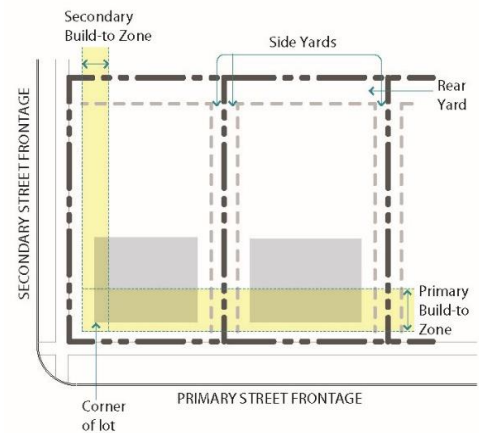 Secondary
Build-to Zone
Side Yards
Rear
Yard
SECONDARY STREET FRONTAGE
Primary
Build-to
Zone
PRIMARY STREET FRONTAGE
Corner
of lot